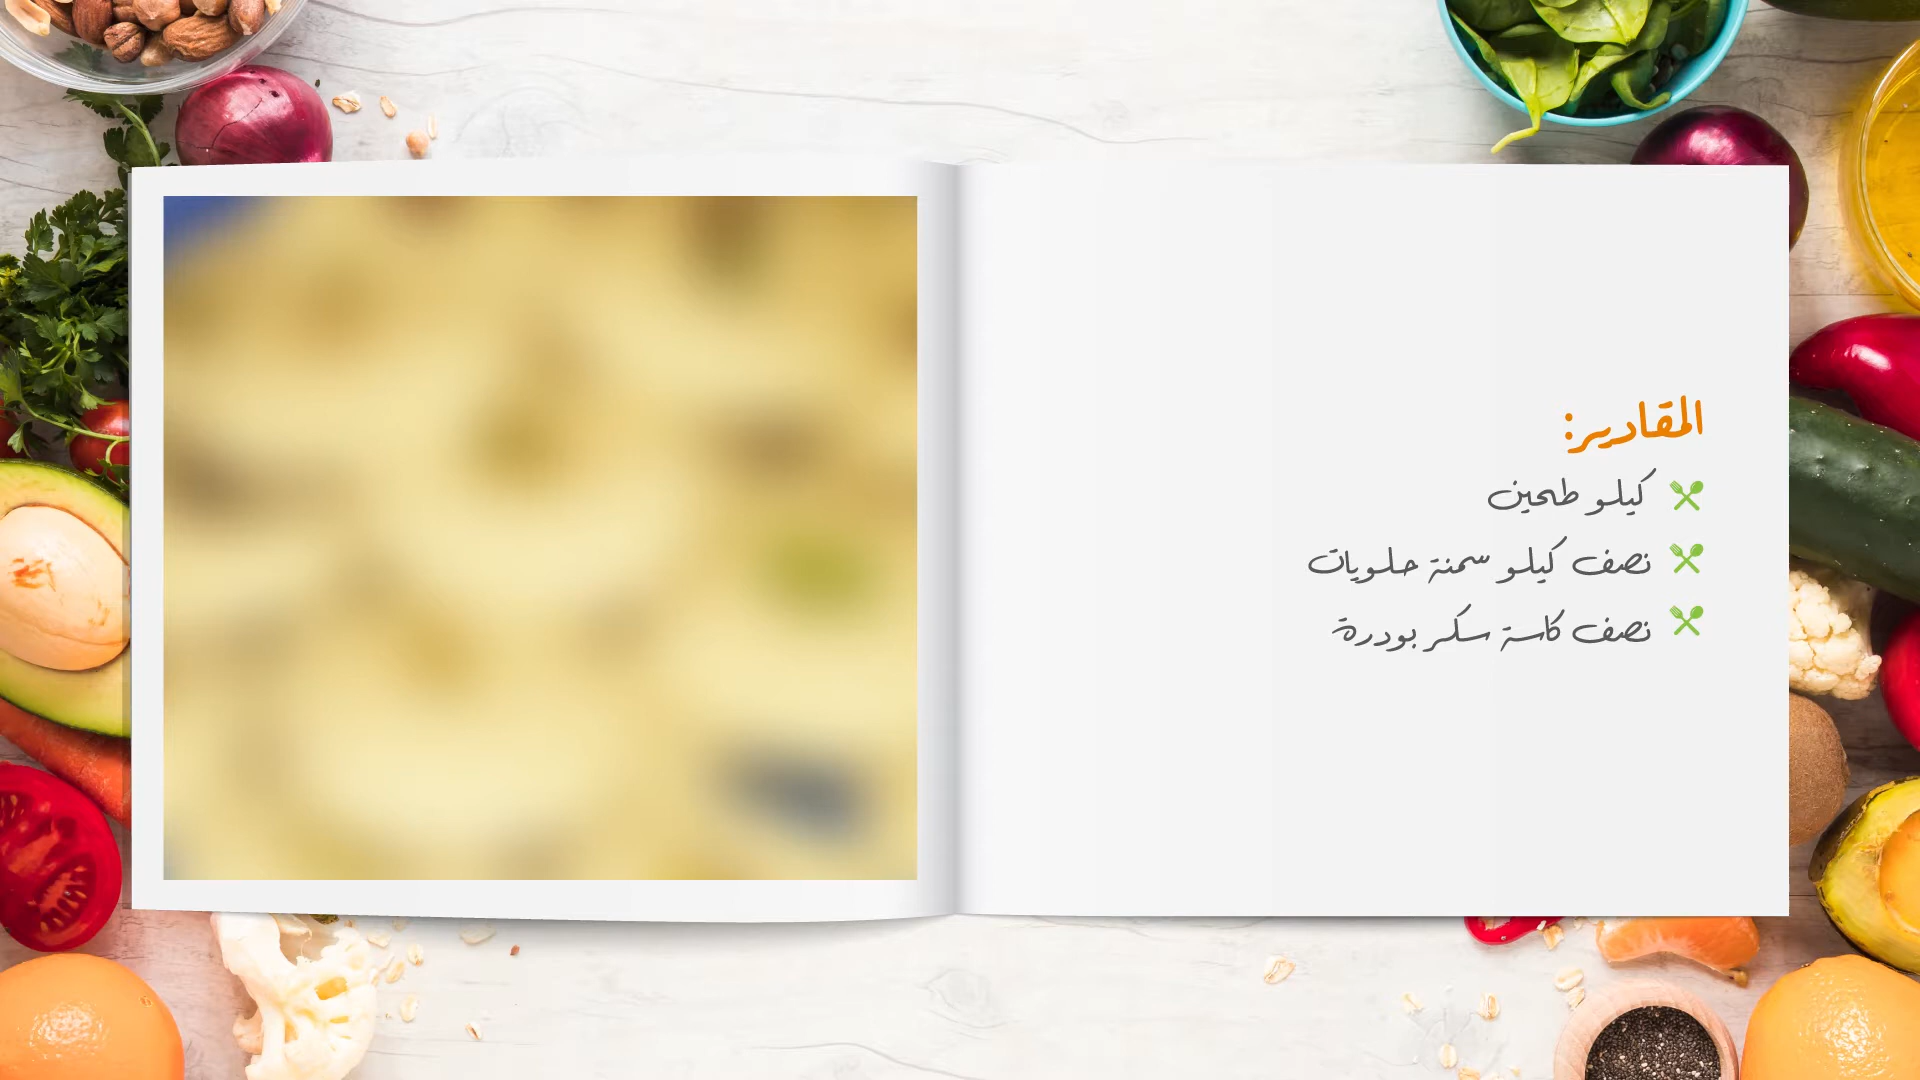 المقادير:
كيلو طحين
نصف كيلو سمنة حلويات
نصف كاسة سكر بودرة